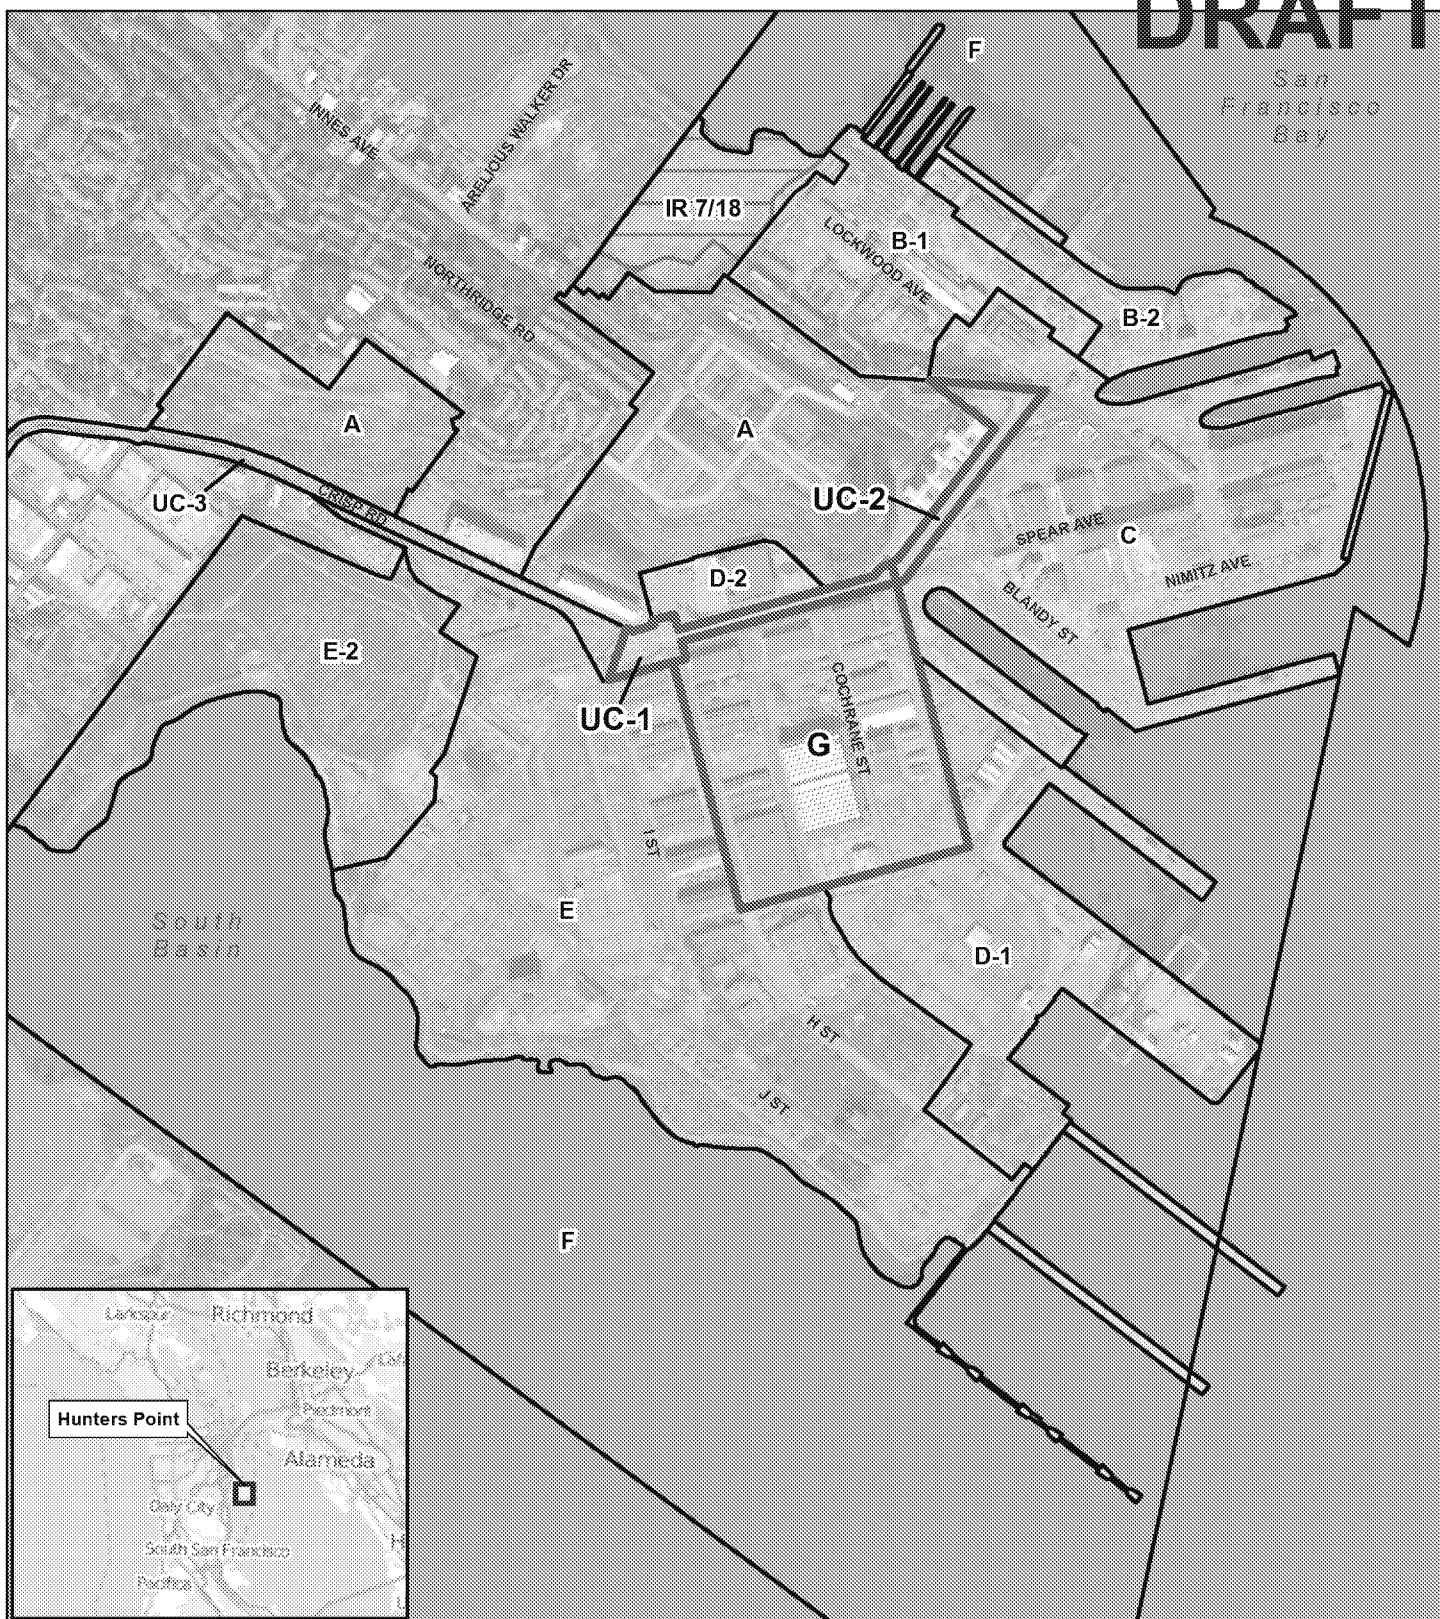 DRAFT
F
San
Francisco
Bay
INNES AVE
ARELIOUS WALKER DR
IR 7/18
B-1
LOCKWOOD AVE
NORTHRIDGE RD
B-2
A
A
UC-3
CRISP RD
UC-2
SPEAR AVE
C
NIMITZ AVE
D-2
BLANDY ST
E-2
COCHRANE ST
UC-1
G
I ST
E
South
Basin
D-1
H ST
J ST
F
Larkspur
Richmond
Berkeley
Piedmont
Hunters Point
Alameda
Daly City
South San Francisco
Pacifica